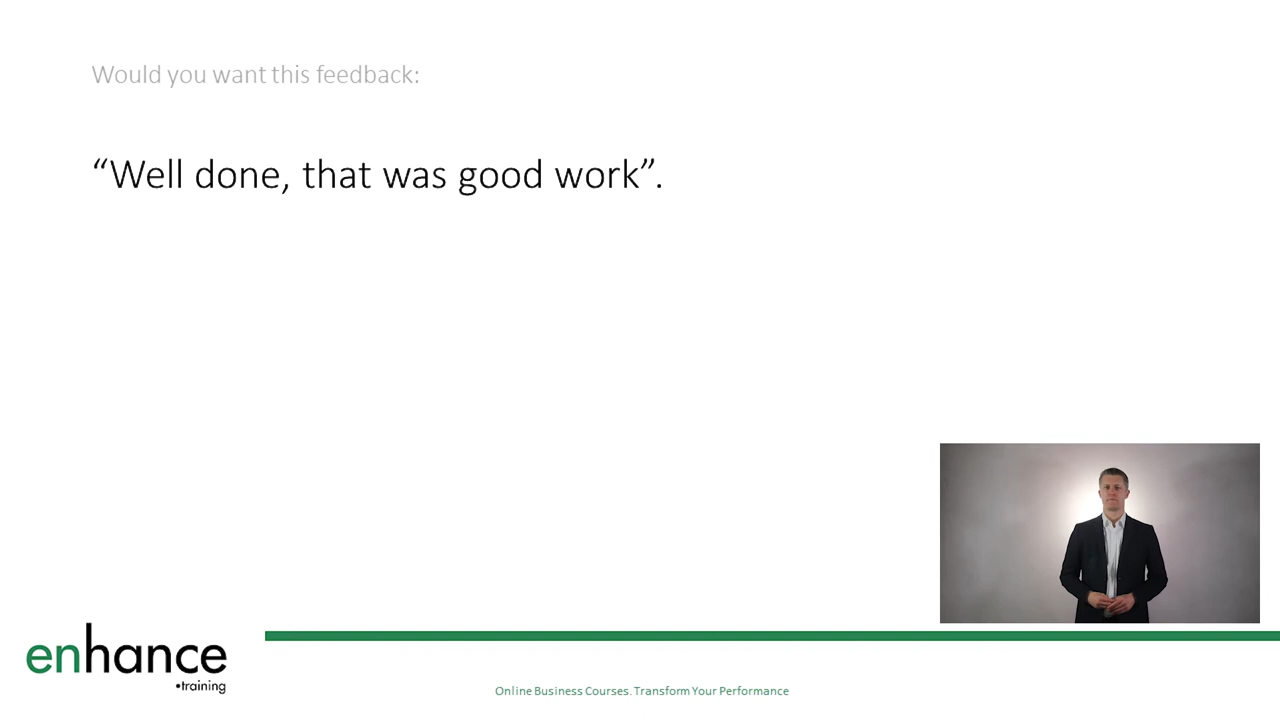 Would you want this feedback:
“Well done, that was good work”.
enhance
•training
Online Business Courses. Transform Your Performance